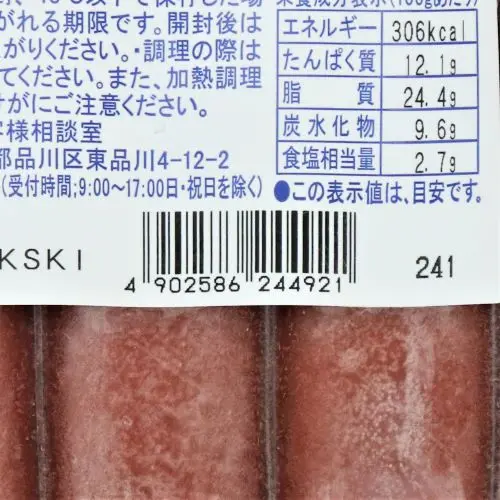 がれる期限です。開封後は
がりください。・調理の際は
てください。また、加熱調理
がにご注意ください。
客様相談室
都品川区東品川4-12-2
(受付時間;9:00〜17:00日・祝日を除く)
栄養成分表示(100gあたり)
エネルギー 306kcal
たんぱく質 12.1g
脂質 24.4g
炭水化物 9.6g
食塩相当量 2.7g
●この表示値は、目安です。
KSKI
4 902586 244921
241